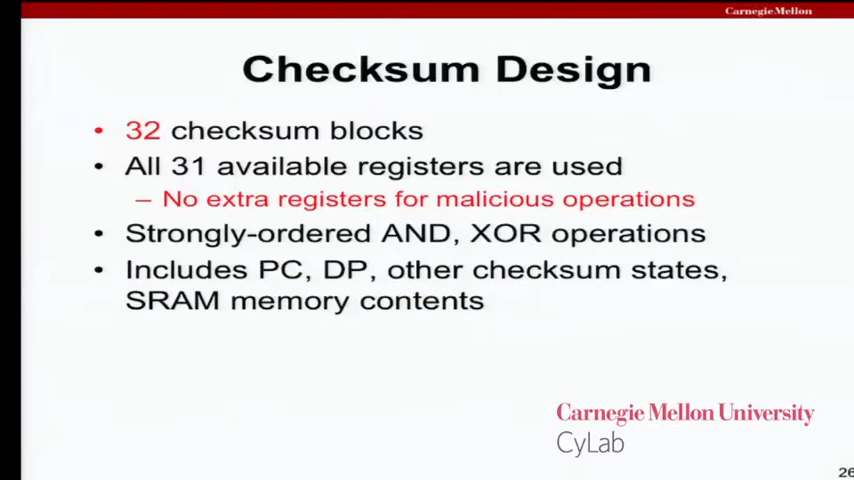 Carnegie Mellon
Checksum Design
• 32 checksum blocks
• All 31 available registers are used
– No extra registers for malicious operations
• Strongly-ordered AND, XOR operations
• Includes PC, DP, other checksum states,
SRAM memory contents
Carnegie Mellon University
CyLab
26